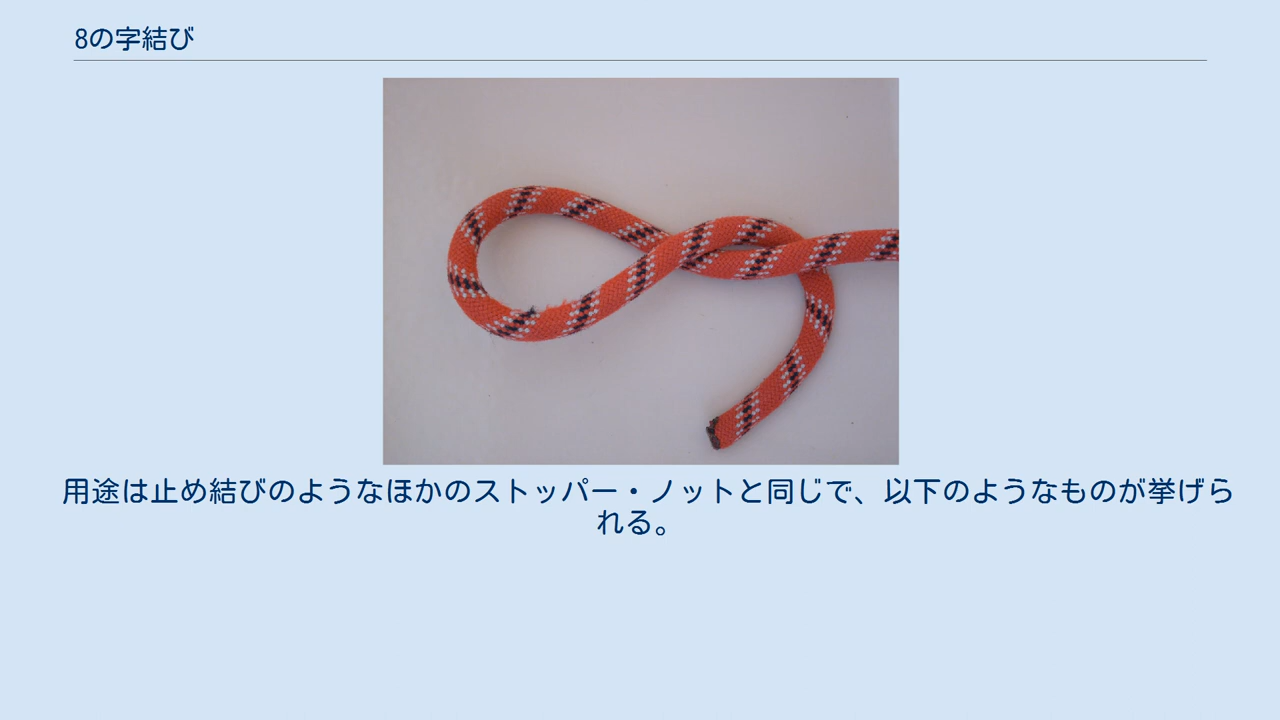 8の字結び
用途は止め結びのようなほかのストッパー・ノットと同じで、以下のようなものが挙げら
れる。